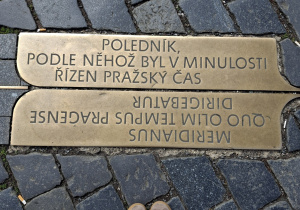 POLEDNÍK,
PODLE NĚHOŽ BYL V MINULOSTI
ŘÍZEN PRAŽSKÝ ČAS
MERIDIANUS
QUO OLIM TEMPUS PRAGENSE
DIRIGEBATUR